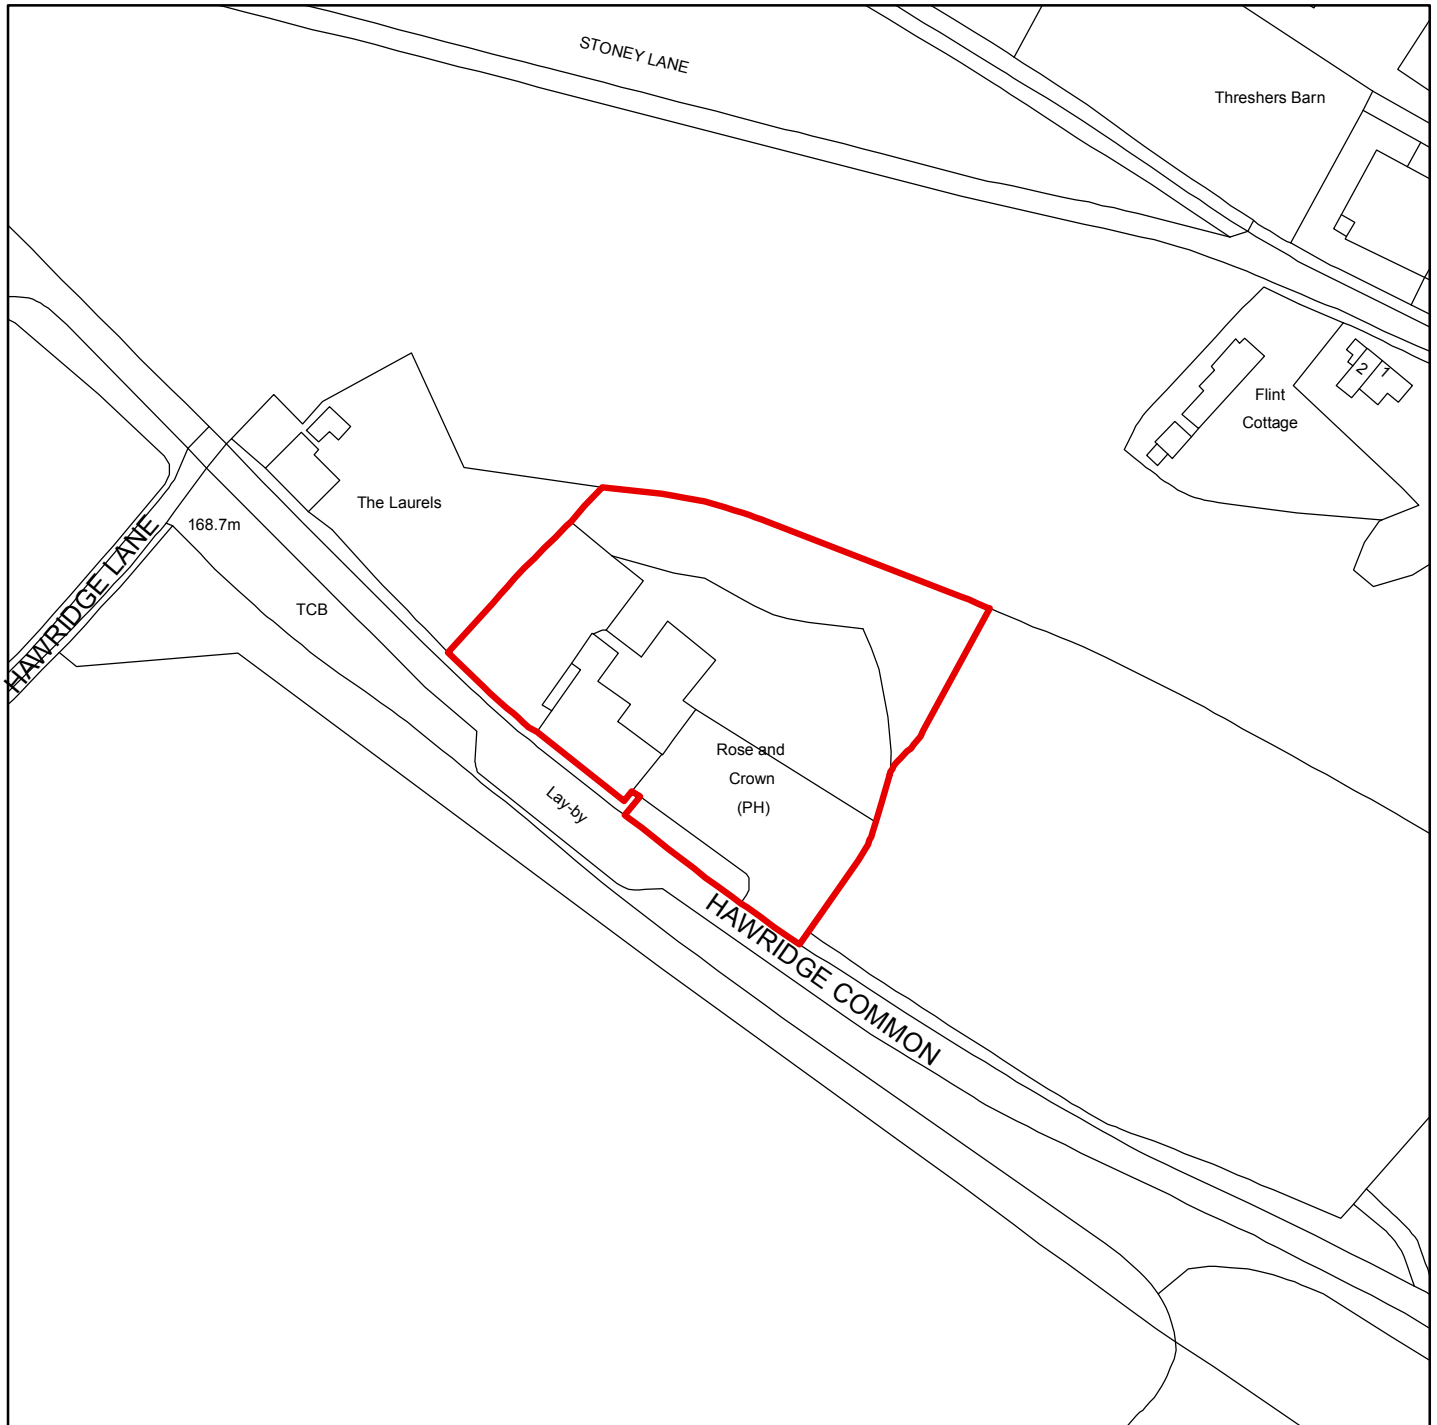 STONEY LANE
Threshers Barn
2
1
Flint
Cottage
The Laurels
168.7m
HAWRIDGE LANE
TCB
Rose and
Crown
(PH)
Lay-by
HAWRIDGE COMMON